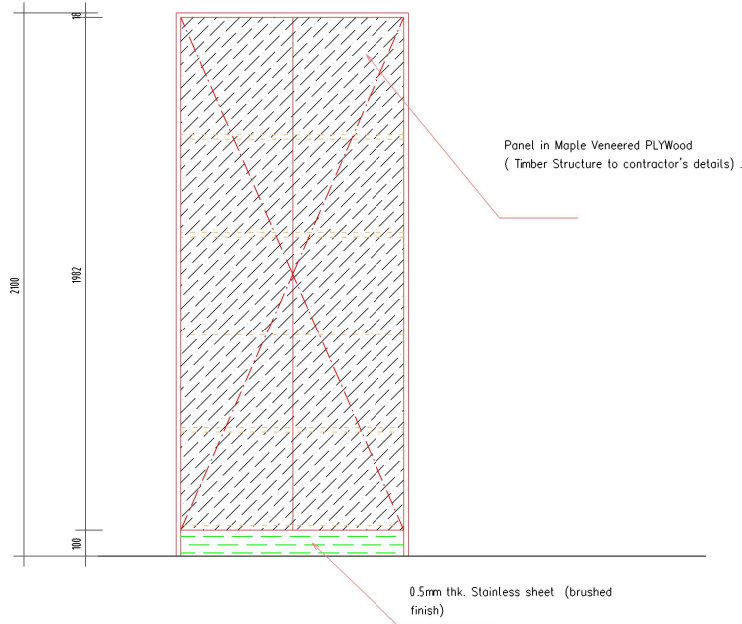 18
Panel in Maple Veneered PLYWood
( Timber Structure to contractor's details) .
1982
2100
100
0.5mm thk. Stainless sheet (brushed
finish)